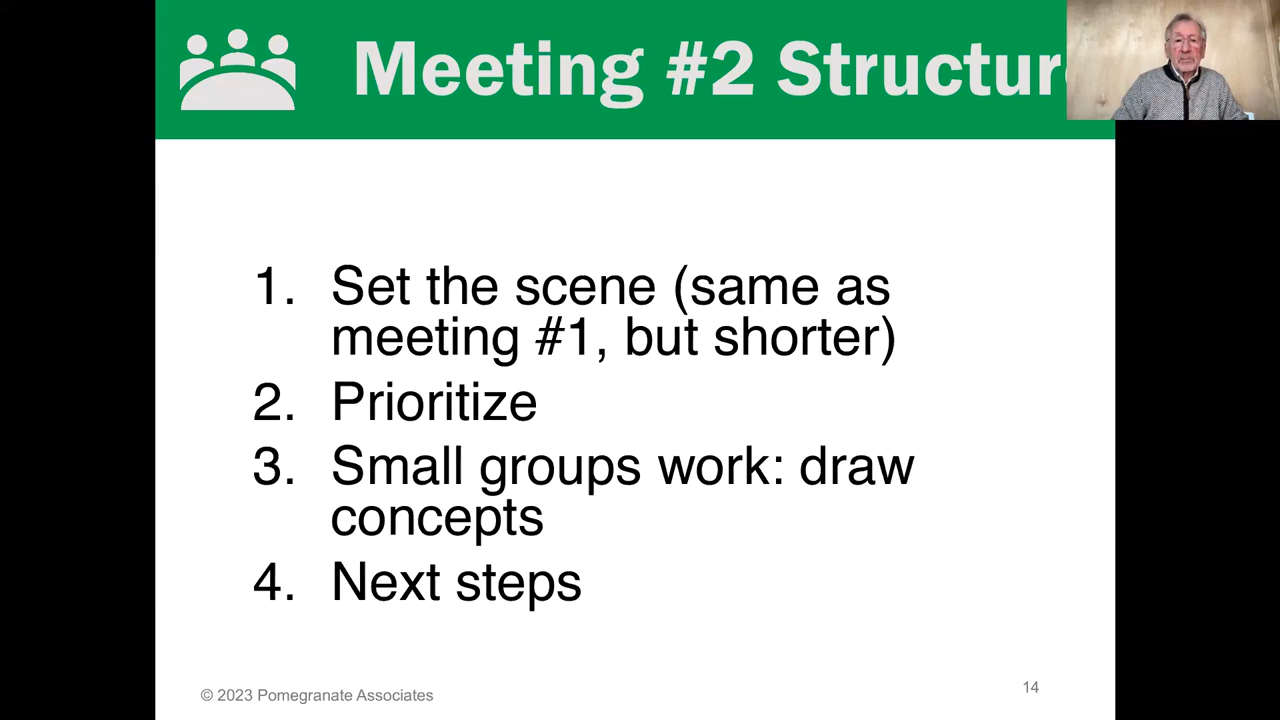 Meeting #2 Structur
1. Set the scene (same as
meeting #1, but shorter)
2. Prioritize
3. Small groups work: draw
concepts
4. Next steps
© 2023 Pomegranate Associates
14